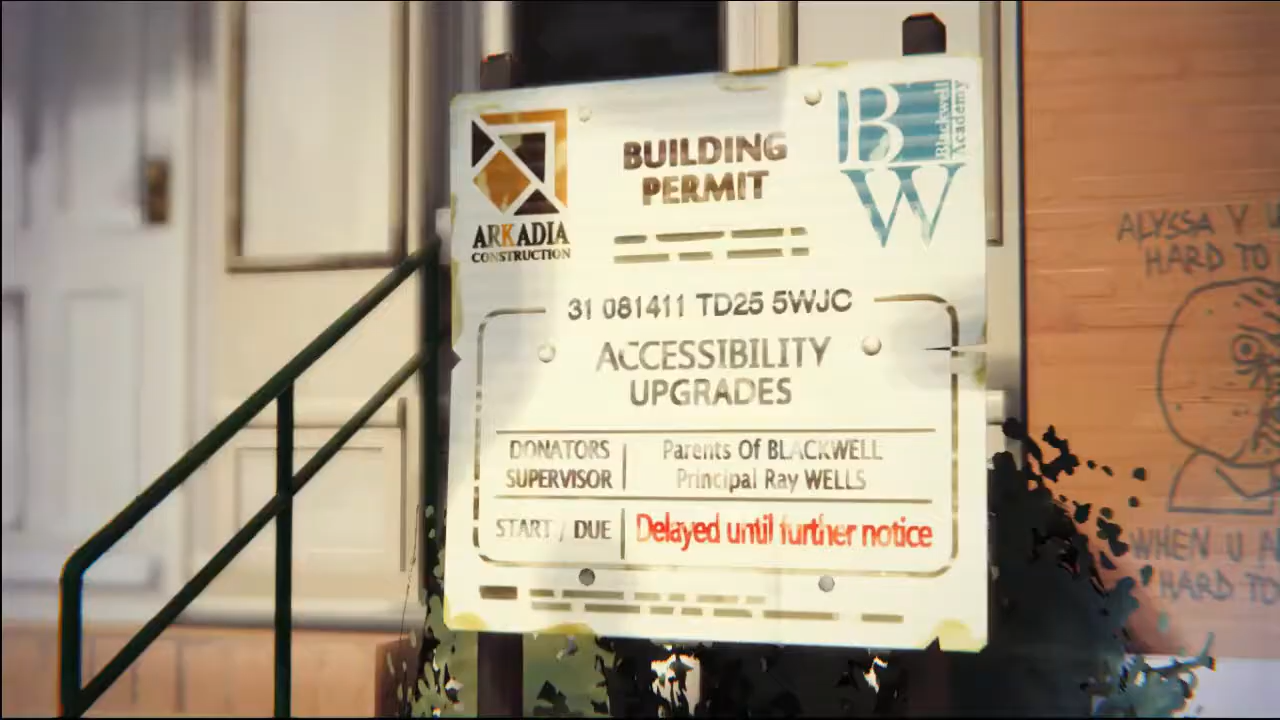 BUILDING
PERMIT
ARKADIA
CONSTRUCTION
BW
Blackwell
Academy
31 081411 TD25 5WJC
ACCESSIBILITY
UPGRADES
DONATORS Parents Of BLACKWELL
SUPERVISOR Principal Ray WELLS
START / DUE Delayed until further notice
ALYSSA Y
HARD TO
WHEN U
HARD TO